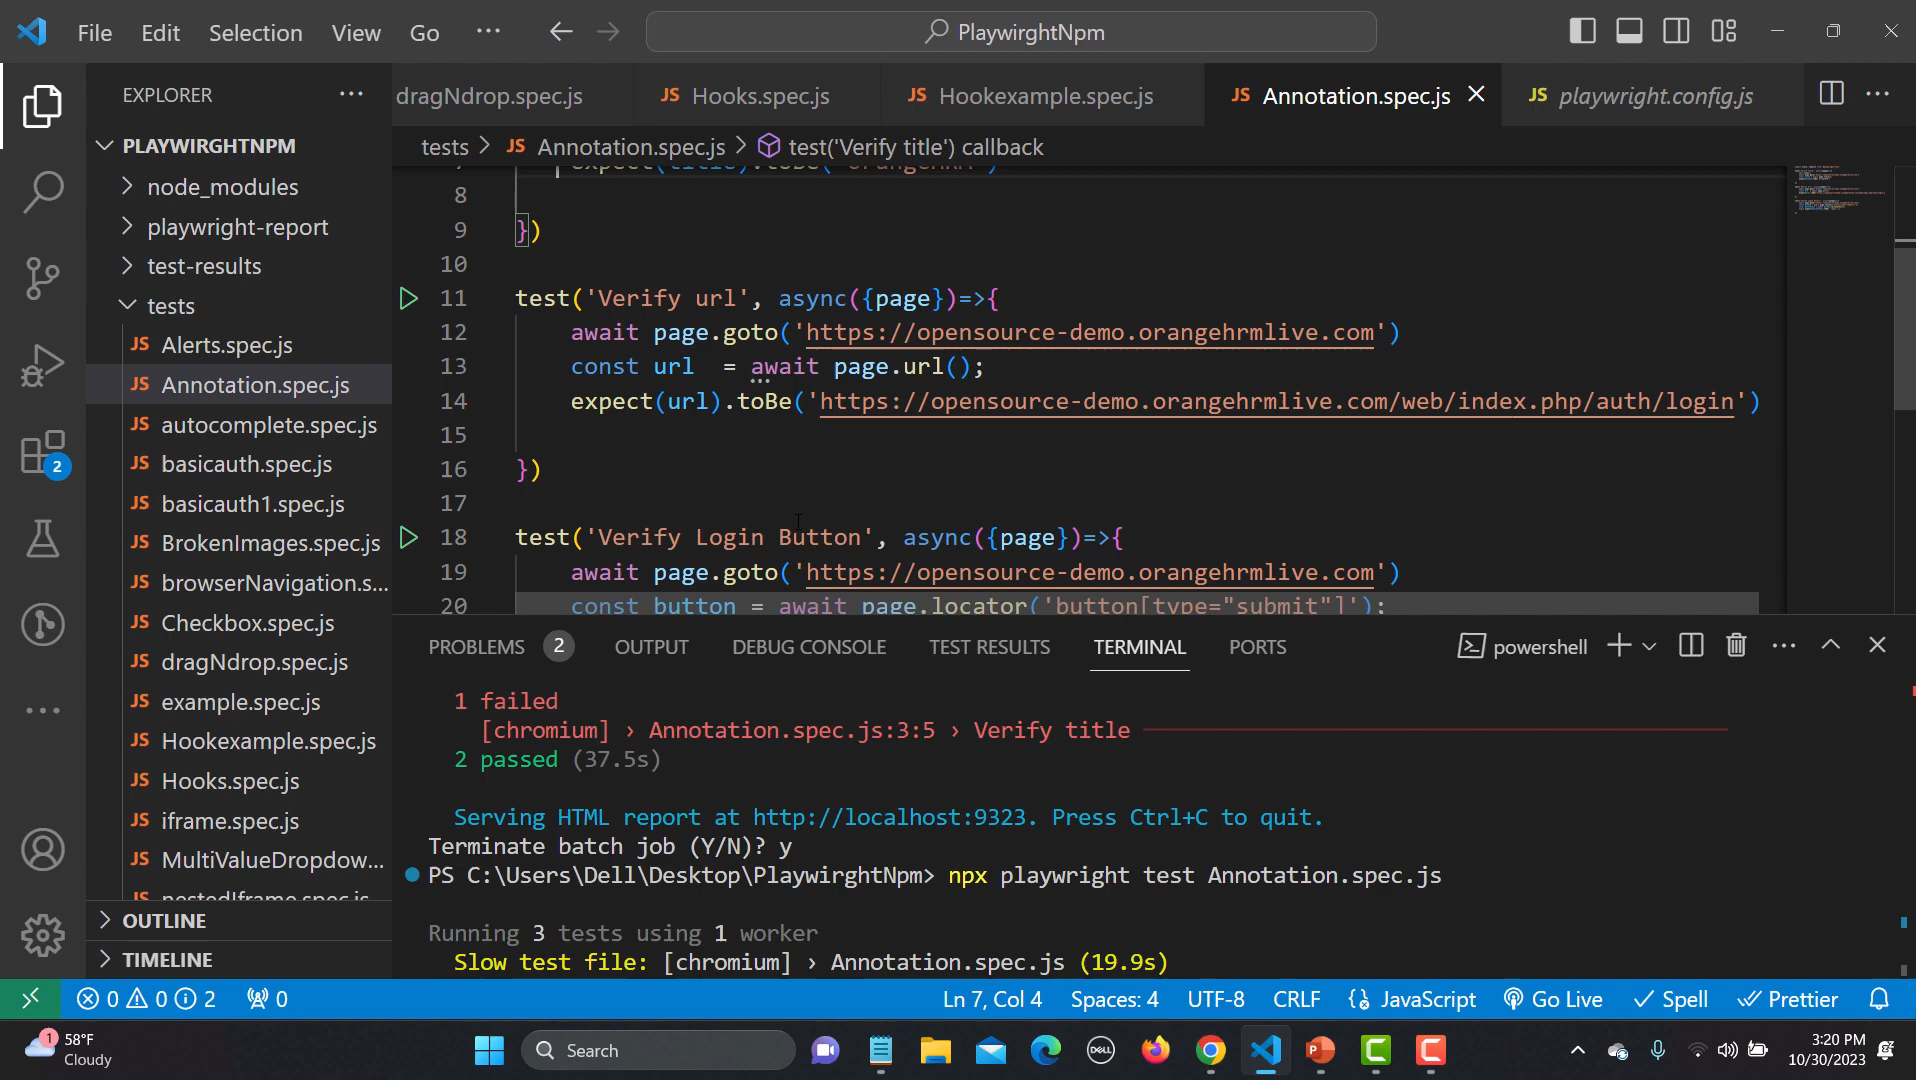 File Edit Selection View Go ··· PlaywirghtNpm
EXPLORER ···
dragNdrop.spec.js JS Hooks.spec.js JS Hookexample.spec.js JS Annotation.spec.js JS playwright.config.js ···
PLAYWIRGHTNPM
tests > JS Annotation.spec.js > test('Verify title') callback
node_modules
playwright-report
test-results
tests
JS Alerts.spec.js
JS Annotation.spec.js
JS autocomplete.spec.js
JS basicauth.spec.js
JS basicauth1.spec.js
JS BrokenImages.spec.js
JS browserNavigation.s...
JS Checkbox.spec.js
JS dragNdrop.spec.js
JS example.spec.js
JS Hookexample.spec.js
JS Hooks.spec.js
JS iframe.spec.js
JS MultiValueDropdow...
JS nestedIframe.spec.js
OUTLINE
TIMELINE
2
7 expect(title).toBe('OrangeHRM')
8
9 })
10
11 test('Verify url', async({page})=>{
12 await page.goto('https://opensource-demo.orangehrmlive.com')
13 const url  = await page.url();
14 expect(url).toBe('https://opensource-demo.orangehrmlive.com/web/index.php/auth/login')
15
16 })
17
18 test('Verify Login Button', async({page})=>{
19 await page.goto('https://opensource-demo.orangehrmlive.com')
20 const button = await page.locator('button[type="submit"]');
PROBLEMS 2 OUTPUT DEBUG CONSOLE TEST RESULTS TERMINAL PORTS powershell ···
1 failed
[chromium] › Annotation.spec.js:3:5 › Verify title
2 passed (37.5s)
Serving HTML report at http://localhost:9323. Press Ctrl+C to quit.
Terminate batch job (Y/N)? y
PS C:\Users\Dell\Desktop\PlaywirghtNpm> npx playwright test Annotation.spec.js
Running 3 tests using 1 worker
Slow test file: [chromium] › Annotation.spec.js (19.9s)
0 0 2 0 Ln 7, Col 4 Spaces: 4 UTF-8 CRLF JavaScript Go Live Spell Prettier
1 58°F
Cloudy
Search
DELL
3:20 PM
10/30/2023